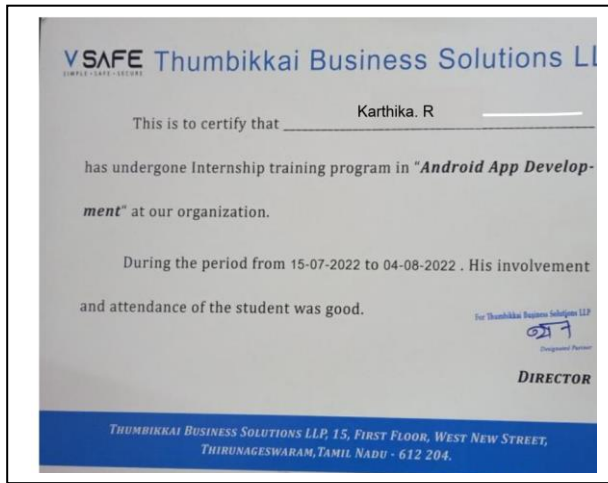 VSAFE Thumbikkai Business Solutions LL
SIMPLE - SAFE - SECURE
This is to certify that Karthika. R
has undergone Internship training program in "Android App Develop-
ment" at our organization.
During the period from 15-07-2022 to 04-08-2022 . His involvement
and attendance of the student was good.
For Thumbikkai Business Solutions LLP
Designated Partner
DIRECTOR
THUMBIKKAI BUSINESS SOLUTIONS LLP, 15, FIRST FLOOR, WEST NEW STREET,
THIRUNAGESWARAM,TAMIL NADU - 612 204.